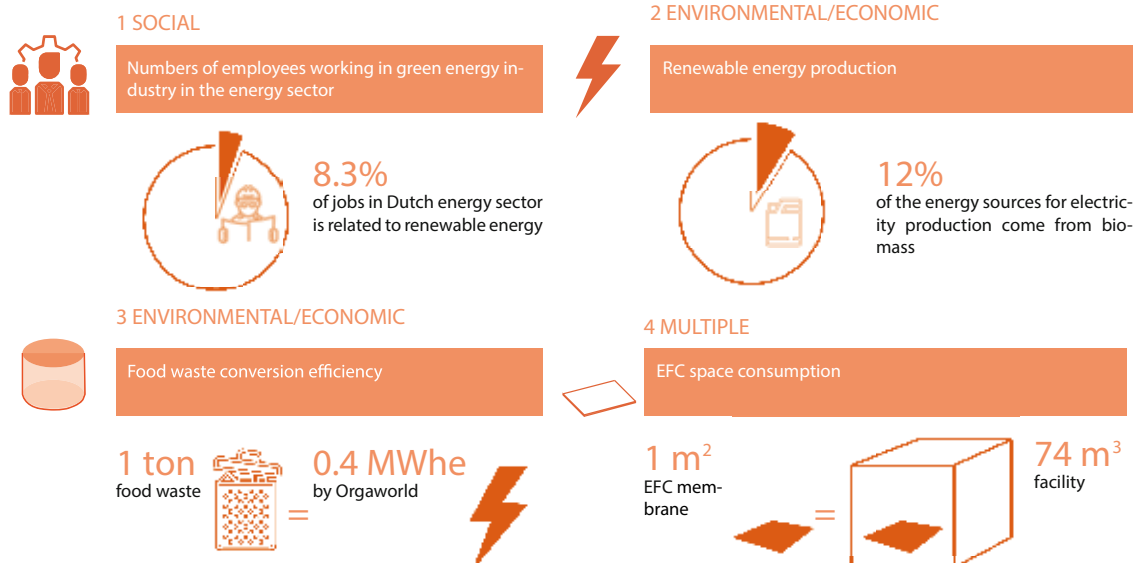 1 SOCIAL
Numbers of employees working in green energy in-
dustry in the energy sector
8.3%
of jobs in Dutch energy sector
is related to renewable energy
2 ENVIRONMENTAL/ECONOMIC
Renewable energy production
12%
of the energy sources for electric-
ity production come from bio-
mass
3 ENVIRONMENTAL/ECONOMIC
Food waste conversion efficiency
1 ton
food waste
=
0.4 MWhe
by Orgaworld
4 MULTIPLE
EFC space consumption
1 m²
EFC mem-
brane
=
74 m³
facility